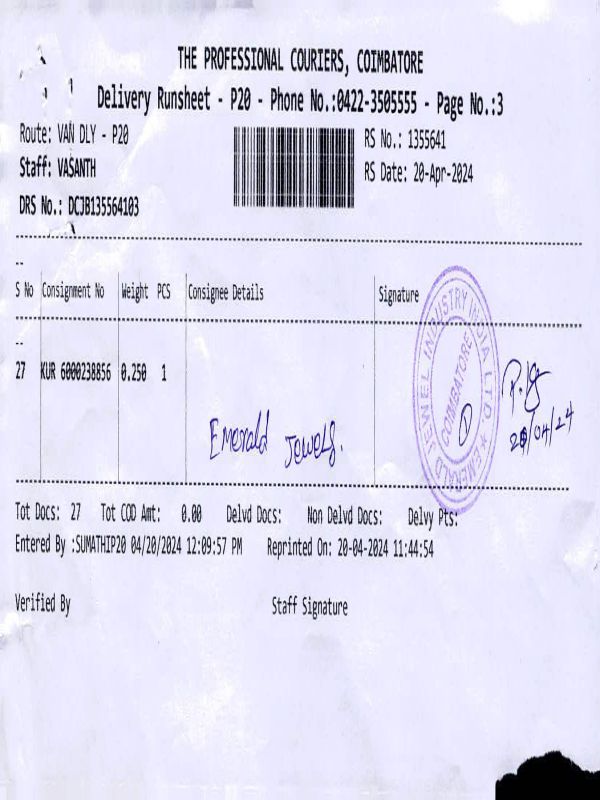 THE PROFESSIONAL COURIERS, COIMBATORE
Delivery Runsheet - P20 - Phone No.:0422-3505555 - Page No.:3
Route: VAN DLY - P20
RS No.: 1355641
Staff: VASANTH
RS Date: 20-Apr-2024
DRS No.: DCJB135564103
S No Consignment No Weight PCS Consignee Details Signature
27 KUR 6000238856 0.250 1
Emerald Jewels.
EMERALD JEWEL INDUSTRY INDIA LTD. ★
COIMBATORE
20/04/24
Tot Docs: 27 Tot COD Amt: 0.00 Delvd Docs: Non Delvd Docs: Delvy Pts:
Entered By :SUMATHIP20 04/20/2024 12:09:57 PM Reprinted On: 20-04-2024 11:44:54
Verified By Staff Signature